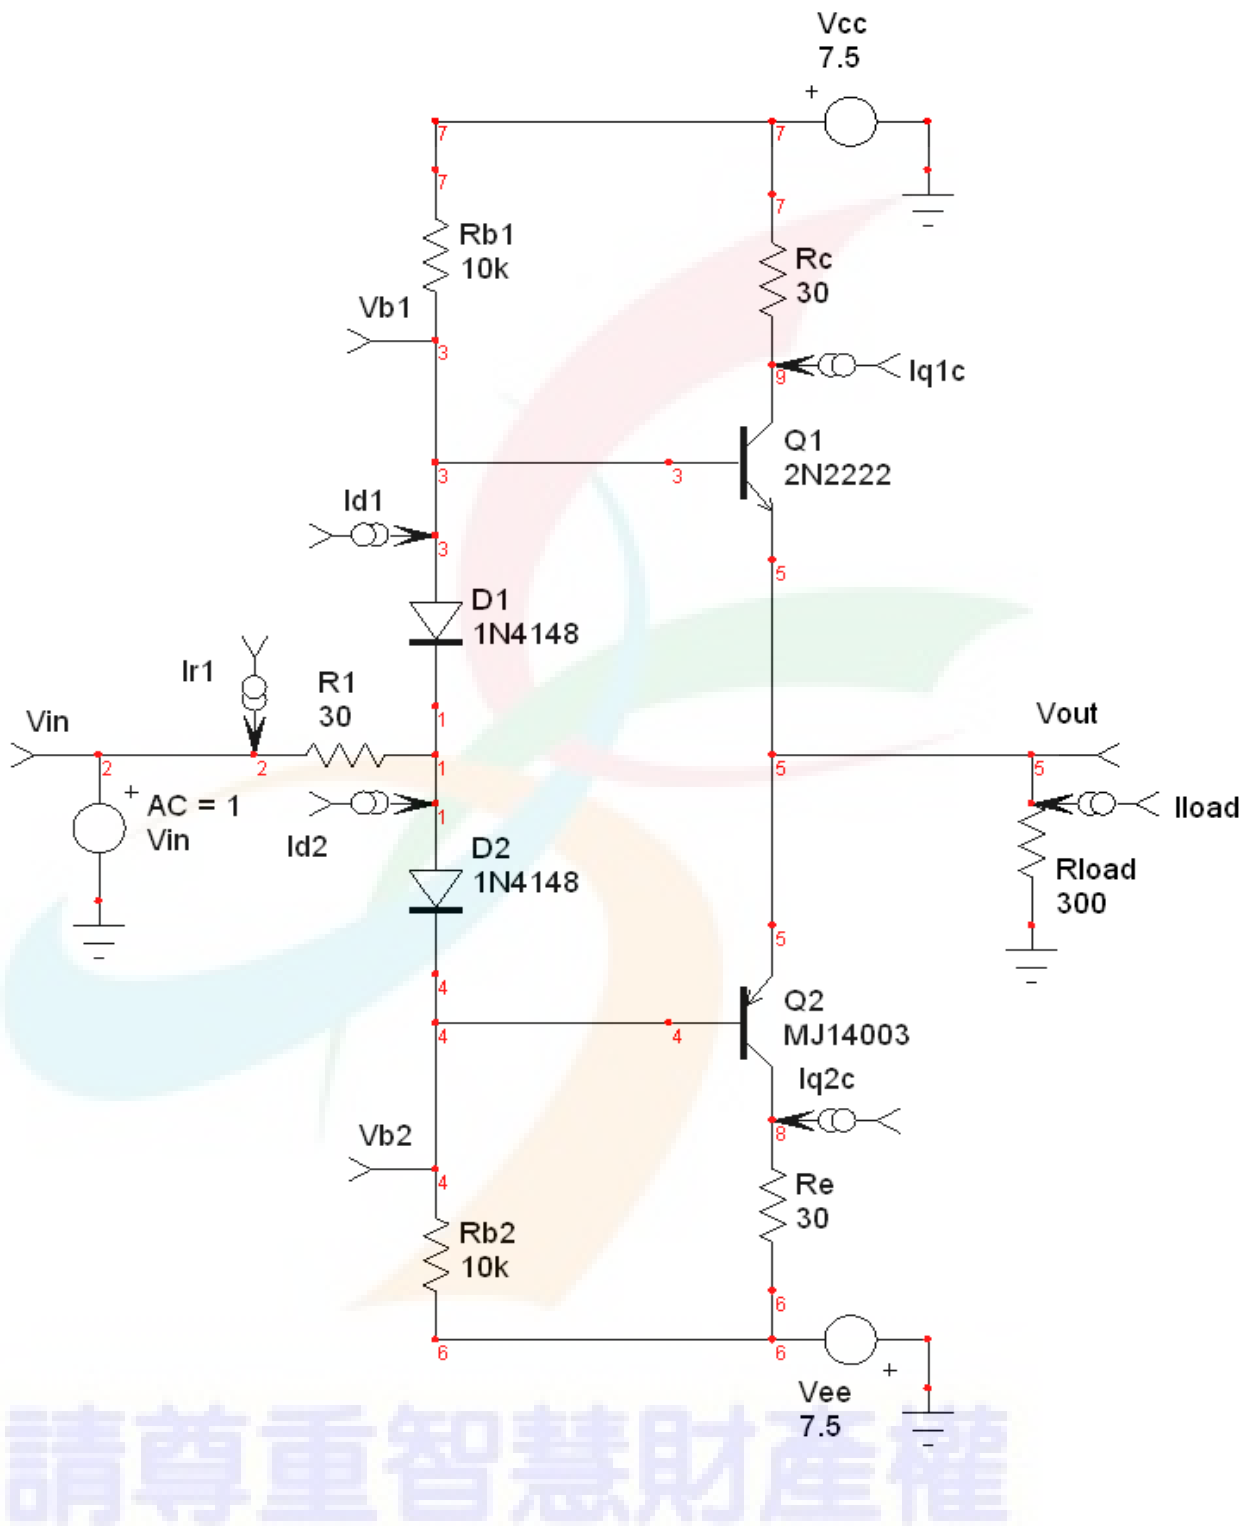 Vcc
7.5
+
7
7
7
7
Rb1
10k
Rc
30
Vb1
3
9
Iq1c
Q1
2N2222
3
3
Id1
3
5
D1
1N4148
Ir1
R1
30
1
Vin
Vout
2
2
1
5
5
+
AC = 1
Vin
1
Id2
Iload
D2
1N4148
Rload
300
5
4
Q2
MJ14003
4
4
Iq2c
8
Vb2
4
Re
30
Rb2
10k
6
6
6
+
Vee
7.5
請尊重智慧財產權